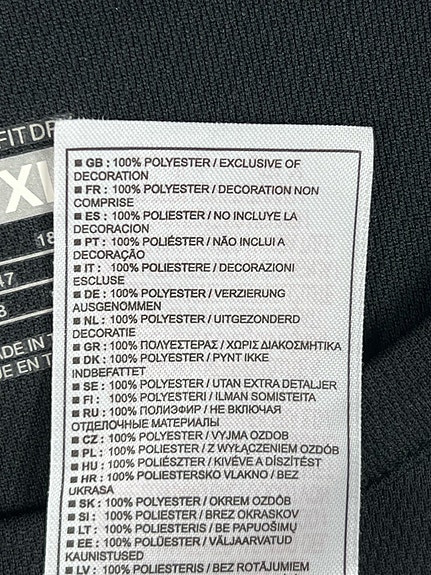 FIT DR
XL
18
47
8
MADE IN T
UE EN T
■ GB : 100% POLYESTER / EXCLUSIVE OF
DECORATION
■ FR : 100% POLYESTER / DECORATION NON
COMPRISE
■ ES : 100% POLYESTER / NO INCLUYE LA
DECORACION
■ PT : 100% POLIÉSTER / NÃO INCLUI A
DECORAÇÃO
■ IT : 100% POLIESTERE / DECORAZIONI
ESCLUSE
■ DE : 100% POLYESTER / VERZIERUNG
AUSGENOMMEN
■ NL : 100% POLYESTER / UITGEZONDERD
DECORATIE
■ GR : 100% ΠΟΛΥΕΣΤΕΡΑΣ / ΧΩΡΙΣ ΔΙΑΚΟΣΜΗΤΙΚΑ
■ DK : 100% POLYESTER / PYNT IKKE
INDBEFATTET
■ SE : 100% POLYESTER / UTAN EXTRA DETALJER
■ FI : 100% POLYESTERI / ILMAN SOMISTEITA
■ RU : 100% ПОЛИЭФИР / НЕ ВКЛЮЧАЯ
ОТДЕЛОЧНЫЕ МАТЕРИАЛЫ
■ CZ : 100% POLYESTER / VYJMA OZDOB
■ PL : 100% POLIESTER / Z WYŁĄCZENIEM OZDÓB
■ HU : 100% POLIÉSZTER / KIVÉVE A DÍSZÍTÉST
■ HR : 100% POLIESTERSKO VLAKNO / BEZ
UKRASA
■ SK : 100% POLYESTER / OKREM OZDÔB
■ SI : 100% POLIESTER / BREZ OKRASKOV
■ LT : 100% POLIESTERIS / BE PAPUOŠIMŲ
■ EE : 100% POLÜESTER / VÄLJAARVATUD
KAUNISTUSED
■ LV : 100% POLIESTERIS / BEZ ROTĀJUMIEM